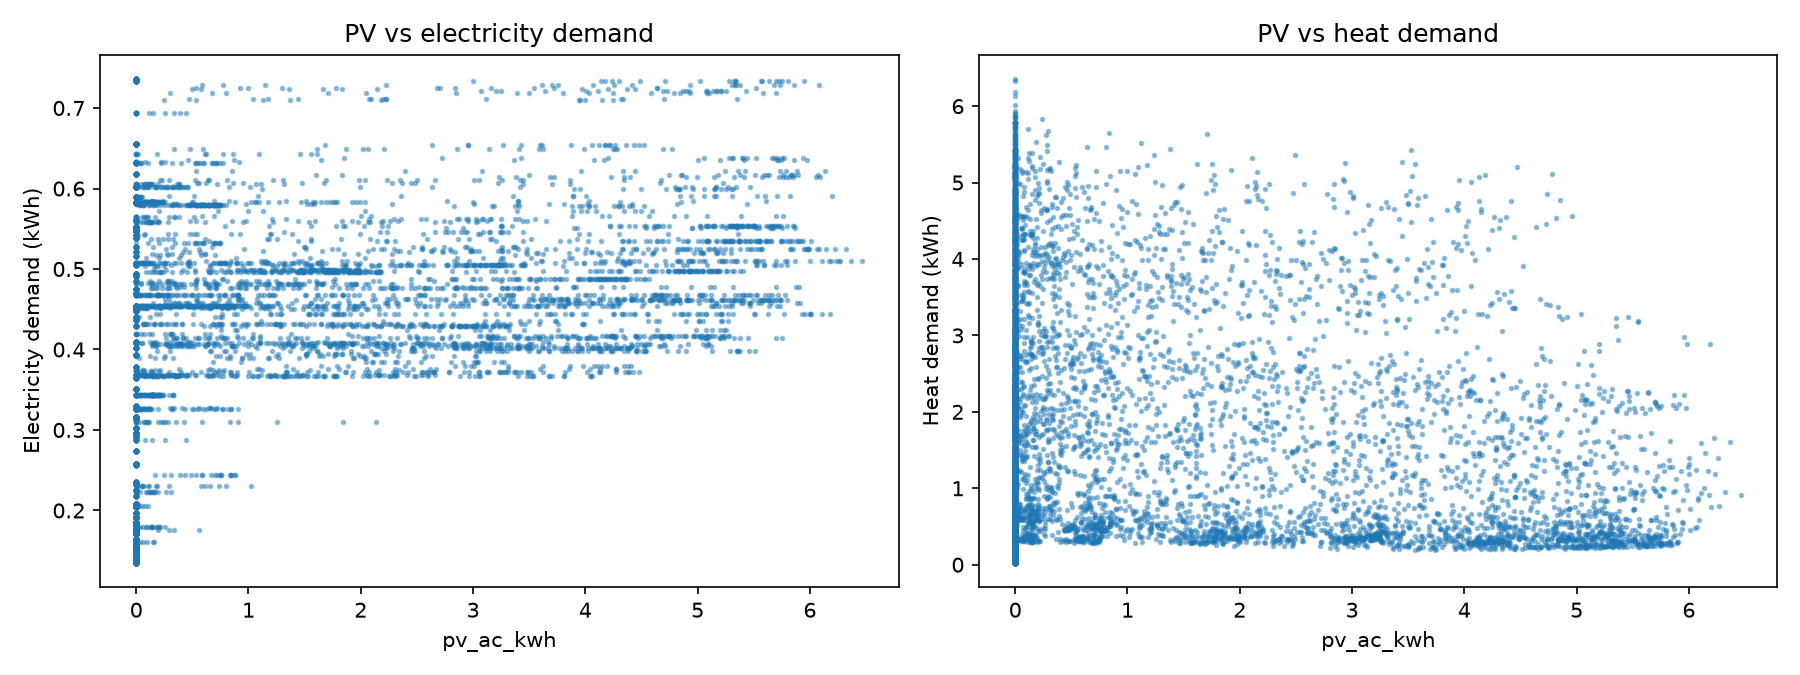 PV vs electricity demand
Electricity demand (kWh)
0.7
0.6
0.5
0.4
0.3
0.2
0 1 2 3 4 5 6
pv_ac_kwh
PV vs heat demand
Heat demand (kWh)
6
5
4
3
2
1
0
0 1 2 3 4 5 6
pv_ac_kwh